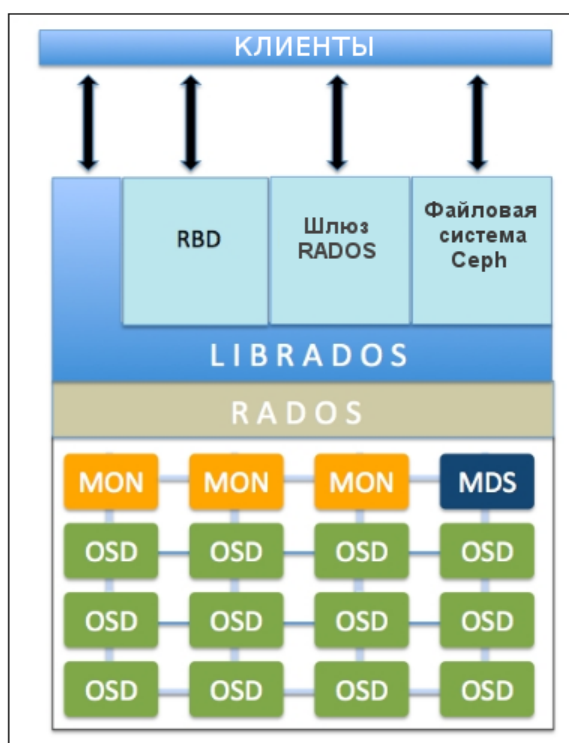 КЛИЕНТЫ
RBD
Шлюз
RADOS
Файловая
система
Ceph
LIBRADOS
RADOS
MON MON MON MDS
OSD OSD OSD OSD
OSD OSD OSD OSD
OSD OSD OSD OSD